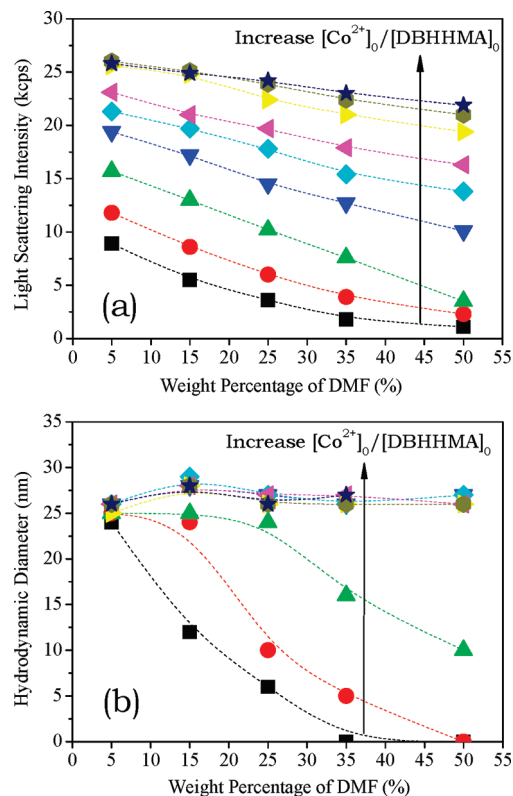 30
Increase [Co²⁺]₀/[DBHHMA]₀
25
20
15
10
5
0
Light Scattering Intensity (kcps)
(a)
0 5 10 15 20 25 30 35 40 45 50 55
Weight Percentage of DMF (%)
35
Increase [Co²⁺]₀/[DBHHMA]₀
30
25
20
15
10
5
0
Hydrodynamic Diameter (nm)
(b)
0 5 10 15 20 25 30 35 40 45 50 55
Weight Percentage of DMF (%)